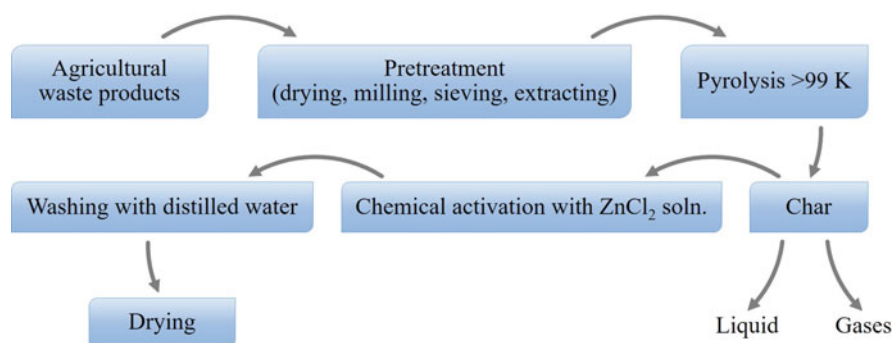 Agricultural
waste products
Pretreatment
(drying, milling, sieving, extracting)
Pyrolysis >99 K
Washing with distilled water
Chemical activation with ZnCl₂ soln.
Char
Drying
Liquid
Gases